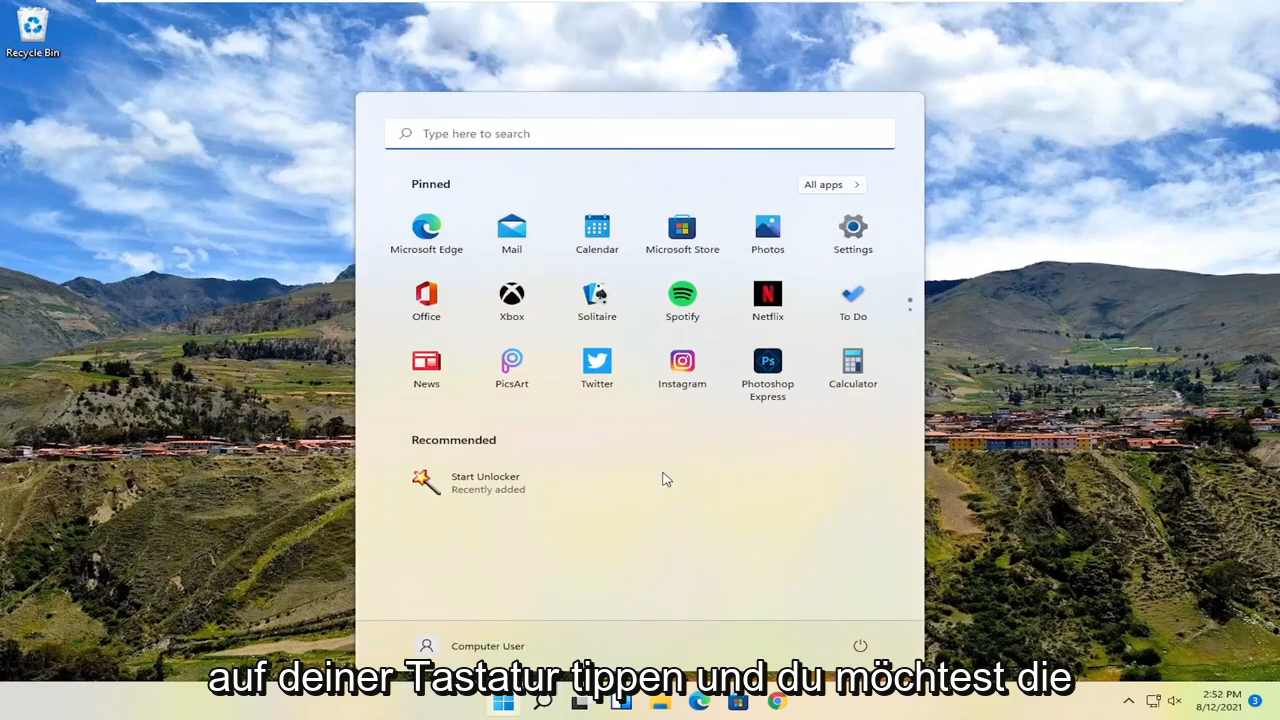 Recycle Bin
Type here to search
Pinned
All apps
Microsoft Edge
Mail
Calendar
Microsoft Store
Photos
Settings
Office
Xbox
Solitaire
Spotify
Netflix
To Do
News
PicsArt
Twitter
Instagram
Ps
Photoshop
Express
Calculator
Recommended
Start Unlocker
Recently added
Computer User
auf deiner Tastatur tippen und du möchtest die
2:52 PM
8/12/2021
3